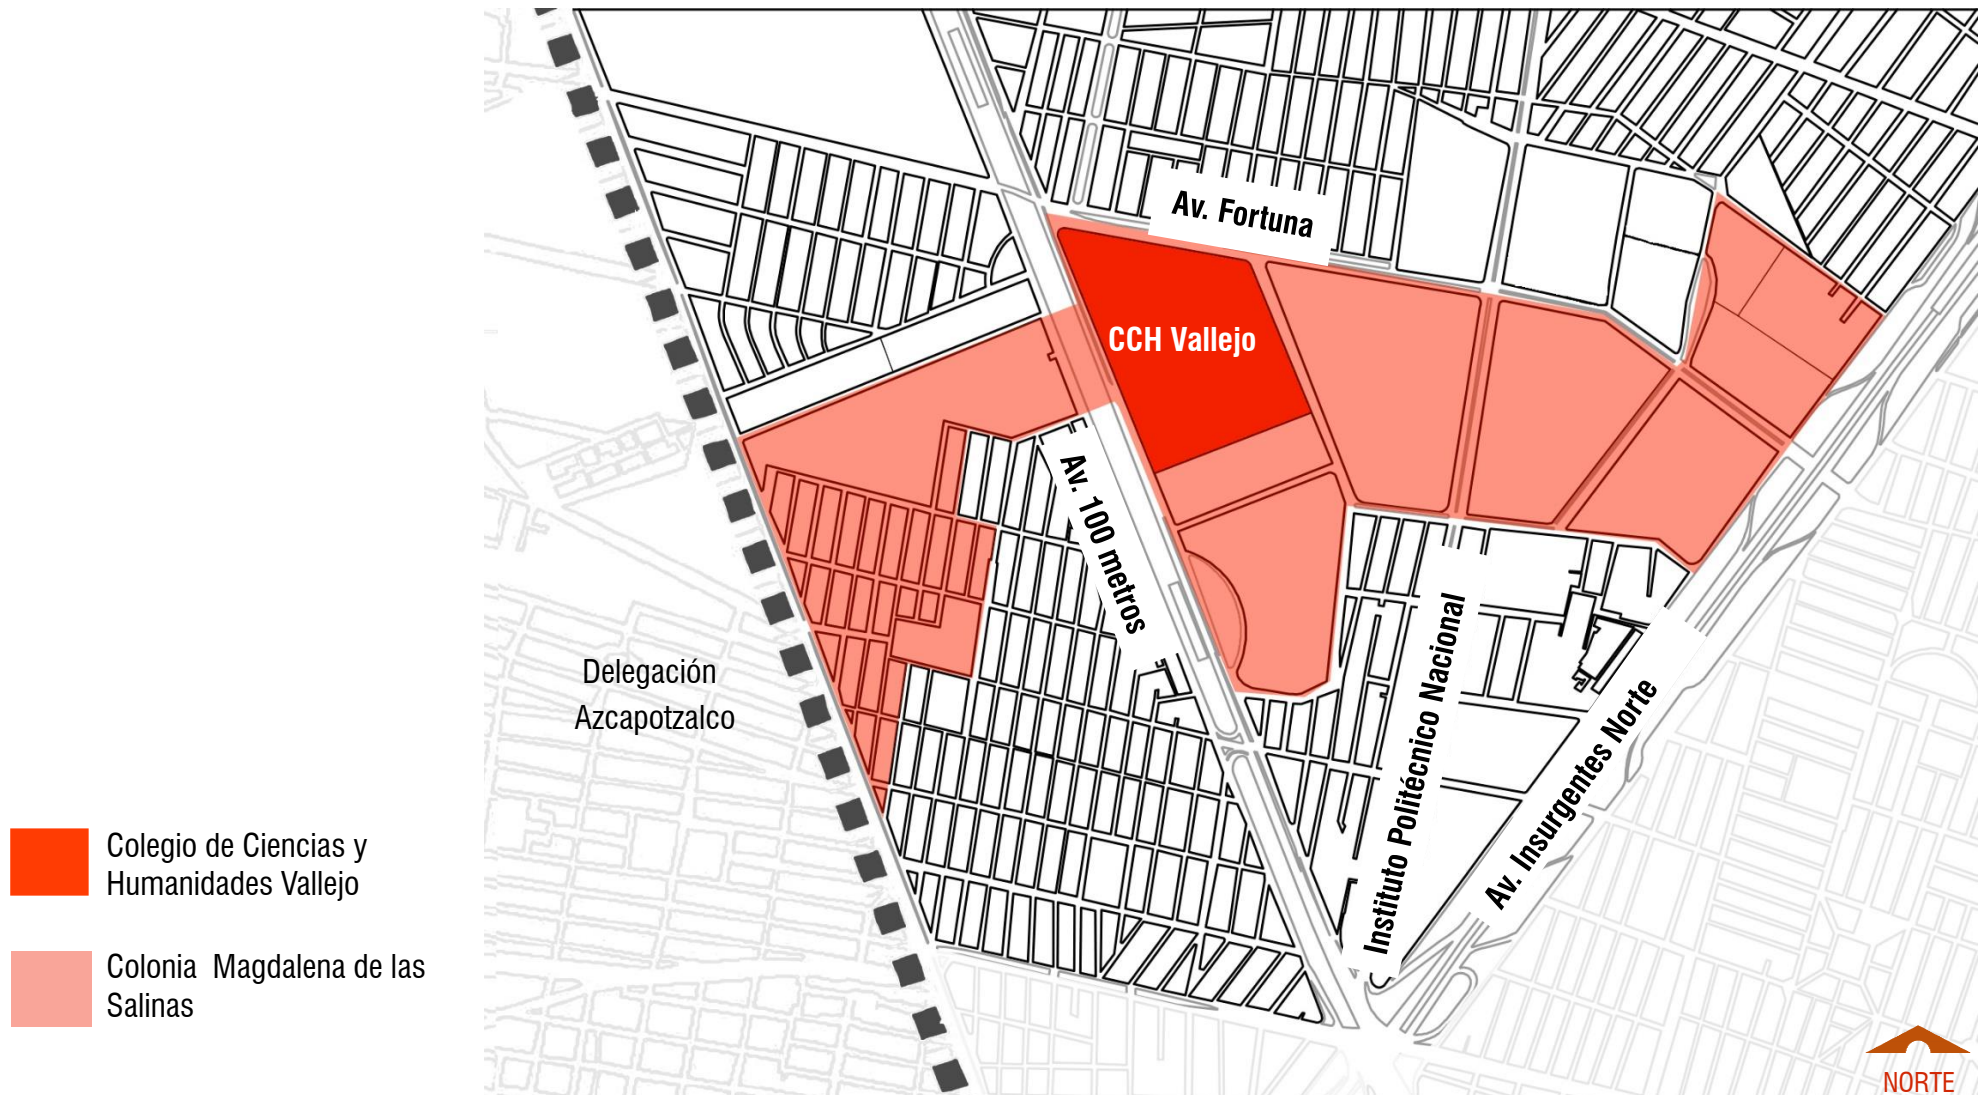 Av. Fortuna
CCH Vallejo
Av. 100 metros
Instituto Politécnico Nacional
Av. Insurgentes Norte
Delegación
Azcapotzalco
Colegio de Ciencias y
Humanidades Vallejo
Colonia Magdalena de las
Salinas
NORTE